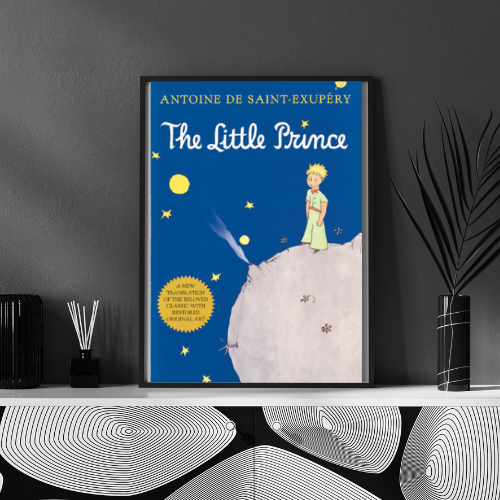 ANTOINE DE SAINT-EXUPÉRY
The Little Prince
A NEW
TRANSLATION
OF THE BELOVED
CLASSIC WITH
RESTORED
ORIGINAL ART